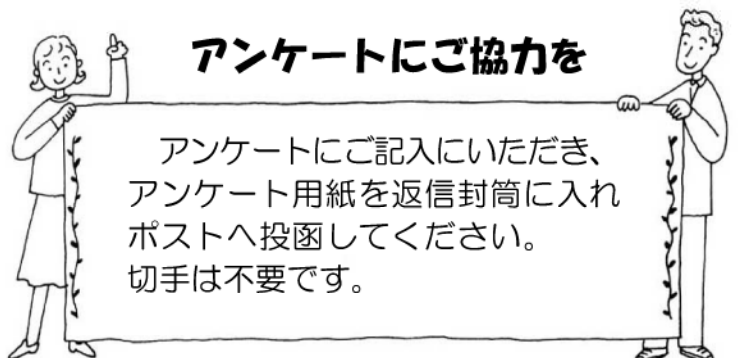 アンケートにご協力を
アンケートにご記入にいただき、
アンケート用紙を返信封筒に入れ
ポストへ投函してください。
切手は不要です。